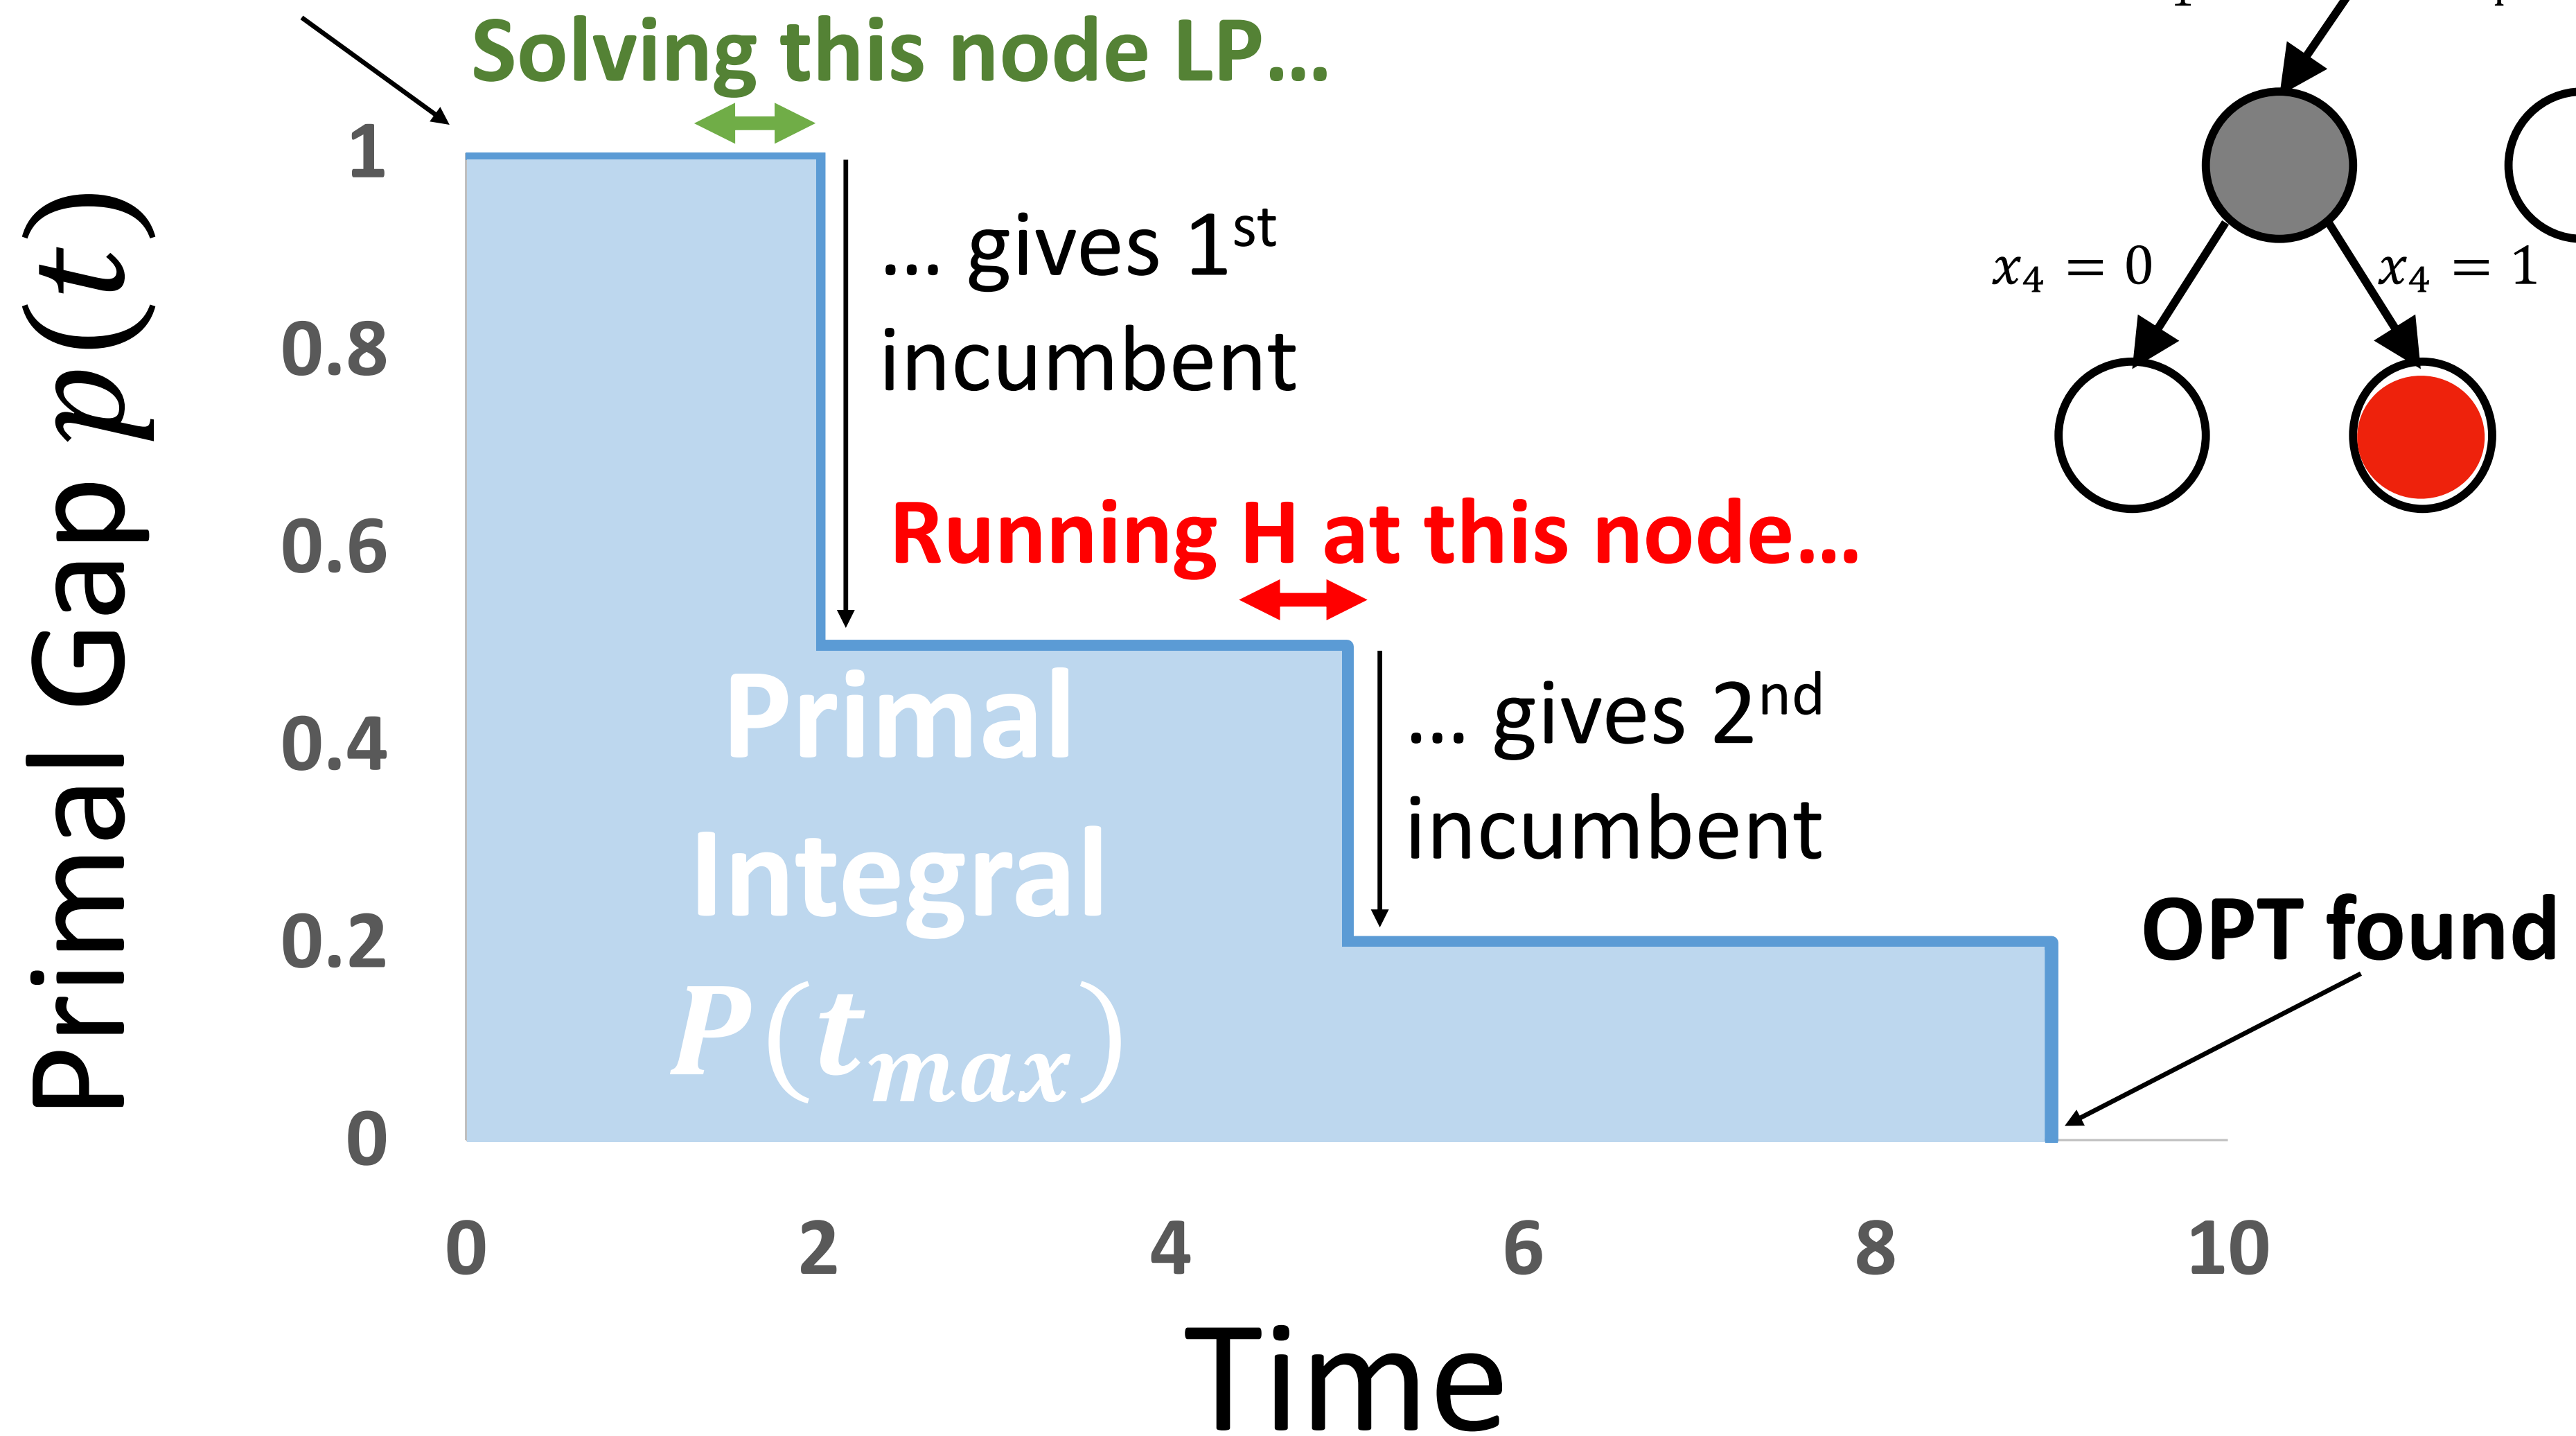 Solving this node LP...
1
... gives 1st
incumbent
0.8
x4 = 0
x4 = 1
Running H at this node...
0.6
Primal Gap p(t)
0.4
Primal
Integral
P(tmax)
... gives 2nd
incumbent
0.2
OPT found
0
0 2 4 6 8 10
Time